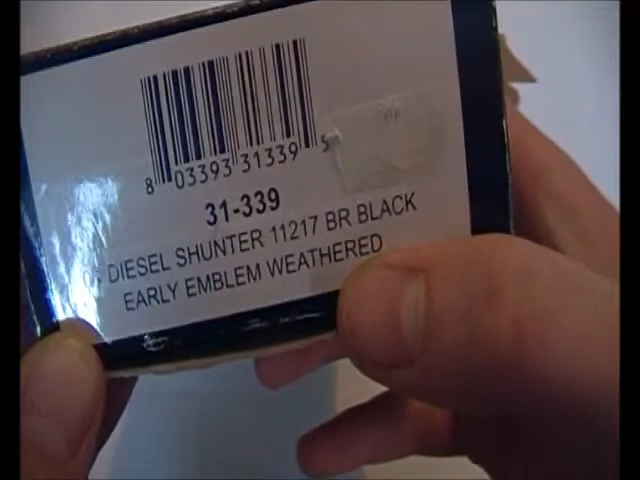 8 03393 31339 5
31-339
DIESEL SHUNTER 11217 BR BLACK
EARLY EMBLEM WEATHERED